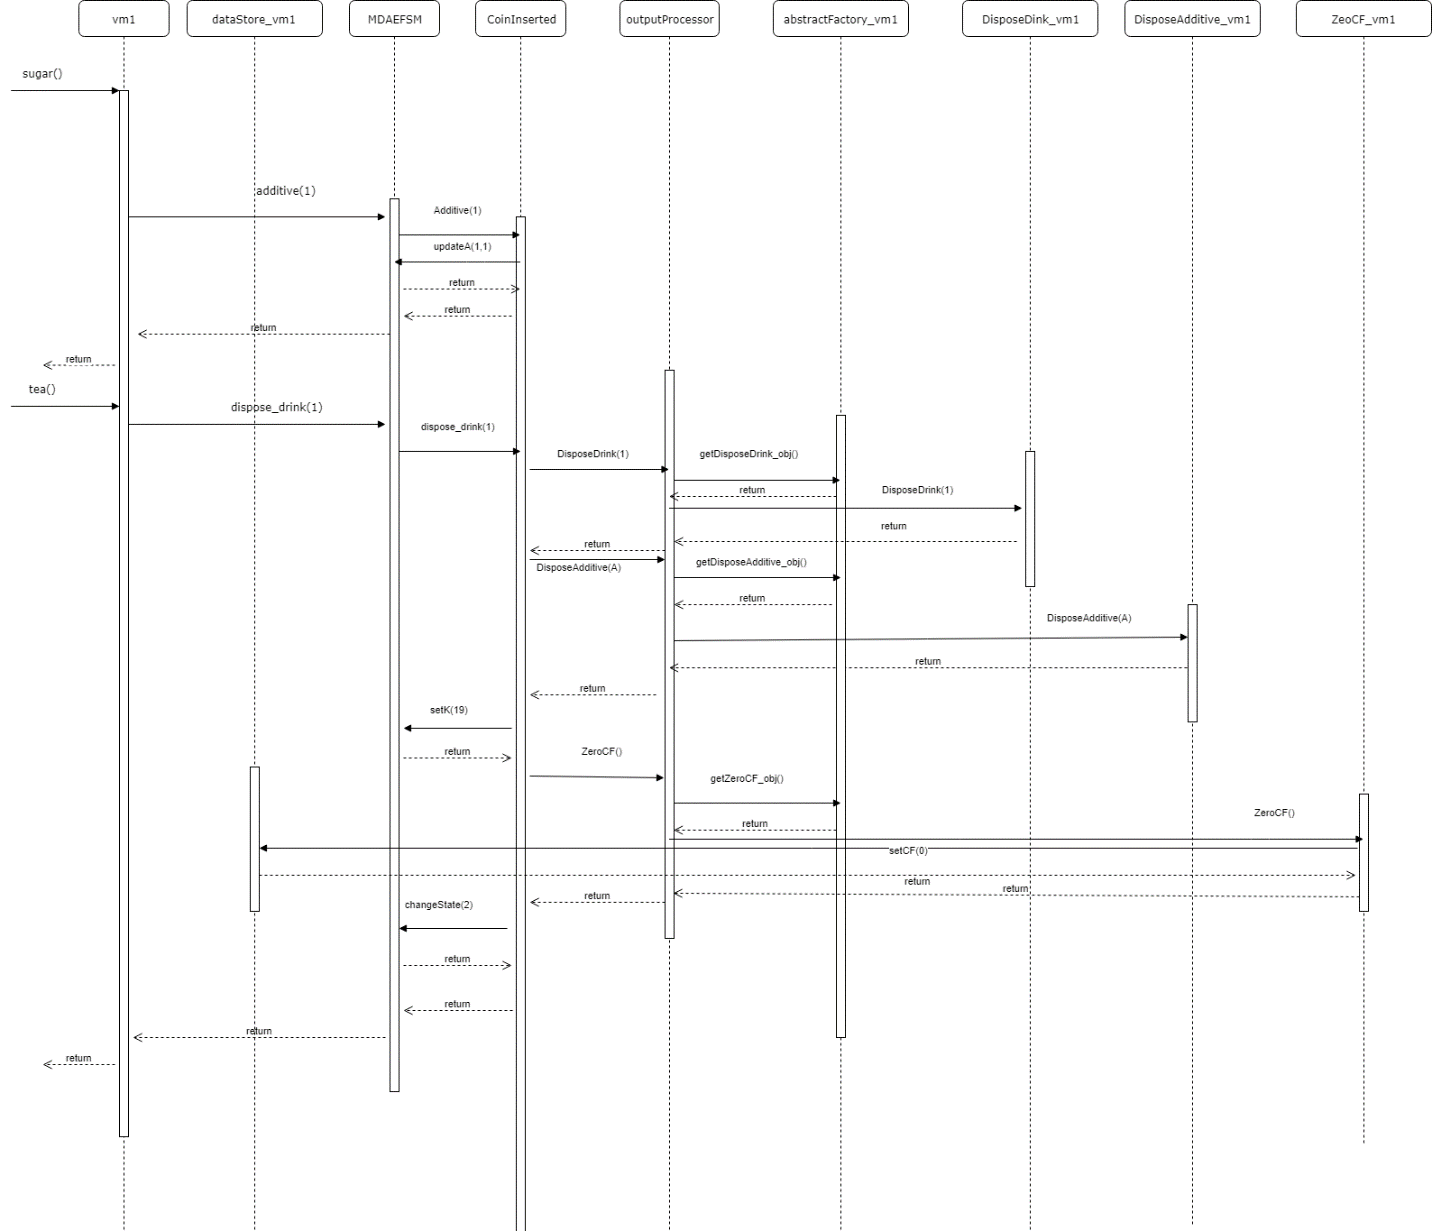 vm1
dataStore_vm1
MDAEFSM
CoinInserted
outputProcessor
abstractFactory_vm1
DisposeDink_vm1
DisposeAdditive_vm1
ZeoCF_vm1
sugar()
additive(1)
Additive(1)
updateA(1,1)
return
return
return
return
tea()
dispose_drink(1)
dispose_drink(1)
DisposeDrink(1)
getDisposeDrink_obj()
return
DisposeDrink(1)
return
return
DisposeAdditive(A)
getDisposeAdditive_obj()
return
DisposeAdditive(A)
return
return
setK(19)
return
ZeroCF()
getZeroCF_obj()
return
ZeroCF()
setCF(0)
return
return
return
changeState(2)
return
return
return
return